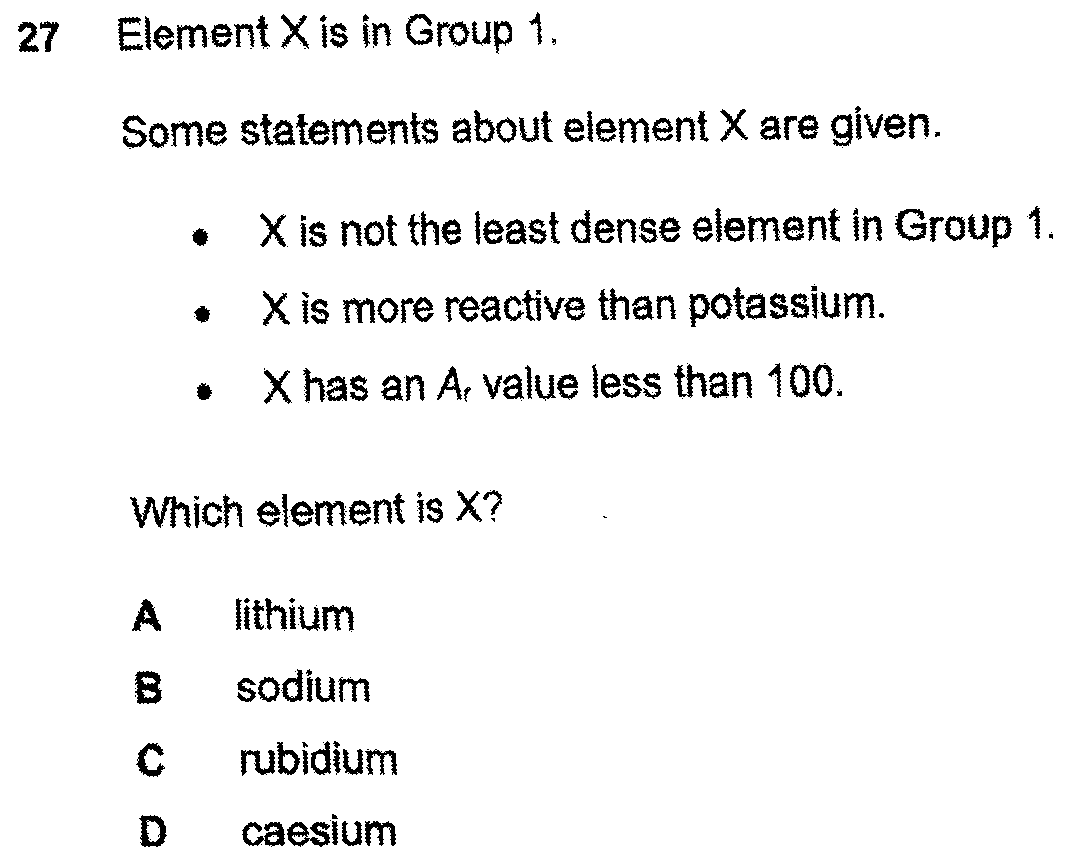 27 Element X is in Group 1.
Some statements about element X are given.
• X is not the least dense element in Group 1.
• X is more reactive than potassium.
• X has an Ar value less than 100.
Which element is X?
A lithium
B sodium
C rubidium
D caesium